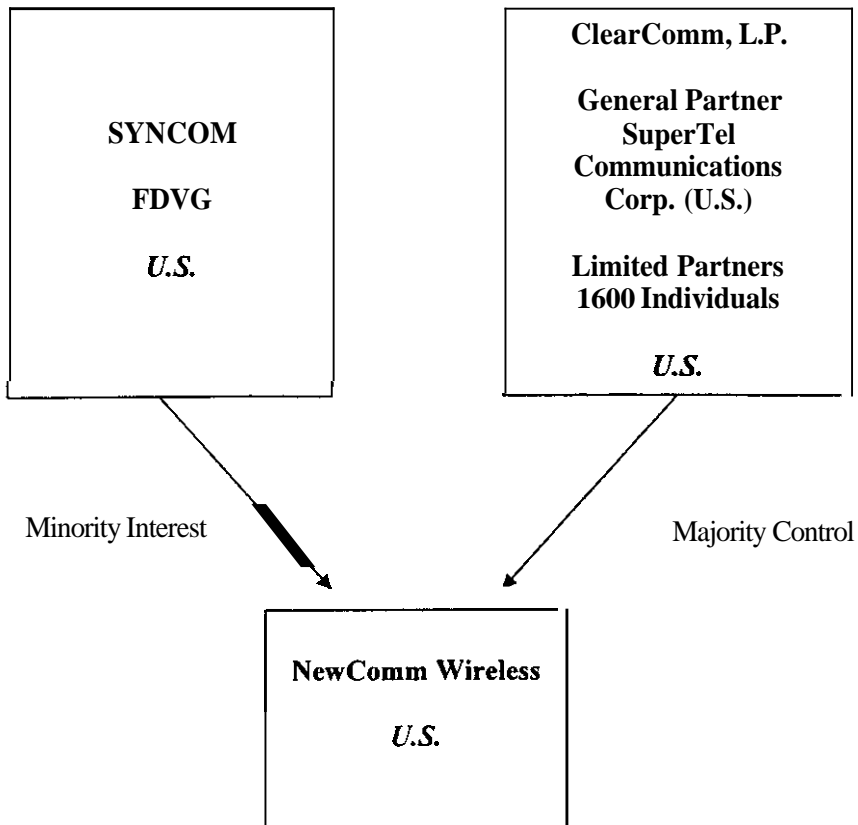 SYNCOM
FDVG
U.S.
ClearComm, L.P.
General Partner
SuperTel
Communications
Corp. (U.S.)
Limited Partners
1600 Individuals
U.S.
Minority Interest
Majority Control
NewComm Wireless
U.S.